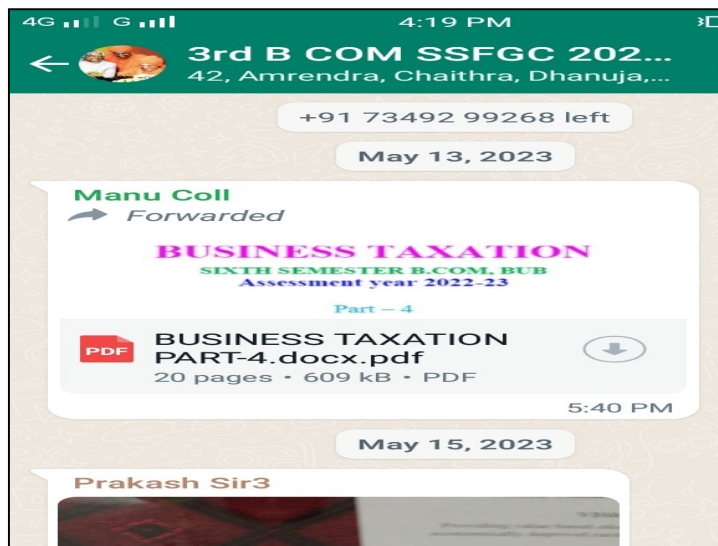 4G G 4:19 PM
3rd B COM SSFGC 202...
42, Amrendra, Chaithra, Dhanuja,...
+91 73492 99268 left
May 13, 2023
Manu Coll
Forwarded
BUSINESS TAXATION
SIXTH SEMESTER B.COM, BUB
Assessment year 2022-23
Part – 4
PDF
BUSINESS TAXATION
PART-4.docx.pdf
20 pages • 609 kB • PDF
5:40 PM
May 15, 2023
Prakash Sir3